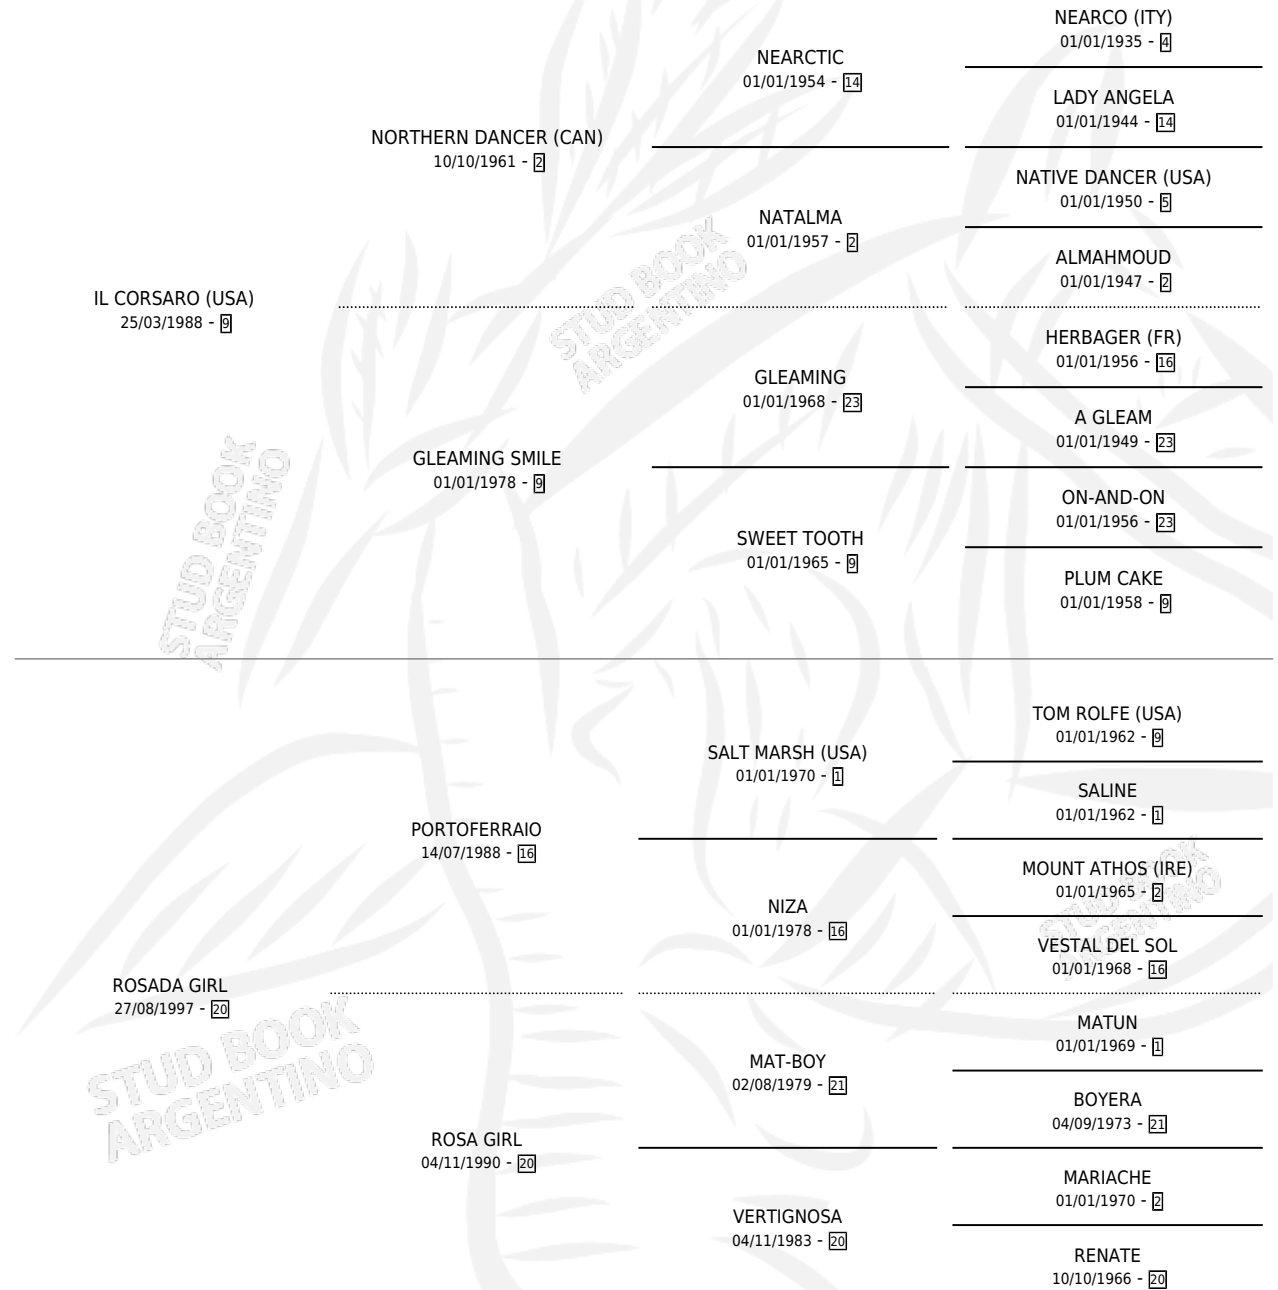 NEARCO (ITY)
01/01/1935 - 4
NEARCTIC
01/01/1954 - 14
LADY ANGELA
01/01/1944 - 14
NORTHERN DANCER (CAN)
10/10/1961 - 2
NATIVE DANCER (USA)
01/01/1950 - 5
NATALMA
01/01/1957 - 2
ALMAHMOUD
01/01/1947 - 2
IL CORSARO (USA)
25/03/1988 - 9
HERBAGER (FR)
01/01/1956 - 16
GLEAMING
01/01/1968 - 23
A GLEAM
01/01/1949 - 23
GLEAMING SMILE
01/01/1978 - 9
ON-AND-ON
01/01/1956 - 23
SWEET TOOTH
01/01/1965 - 9
PLUM CAKE
01/01/1958 - 9
TOM ROLFE (USA)
01/01/1962 - 9
SALT MARSH (USA)
01/01/1970 - 1
SALINE
01/01/1962 - 1
PORTOFERRAIO
14/07/1988 - 16
MOUNT ATHOS (IRE)
01/01/1965 - 2
NIZA
01/01/1978 - 16
VESTAL DEL SOL
01/01/1968 - 16
ROSADA GIRL
27/08/1997 - 20
MATUN
01/01/1969 - 1
MAT-BOY
02/08/1979 - 21
BOYERA
04/09/1973 - 21
ROSA GIRL
04/11/1990 - 20
MARIACHE
01/01/1970 - 2
VERTIGNOSA
04/11/1983 - 20
RENATE
10/10/1966 - 20
STUD BOOK
ARGENTINO
STUD BOOK
ARGENTINO
STUD BOOK
ARGENTINO
STUD BOOK
ARGENTINO